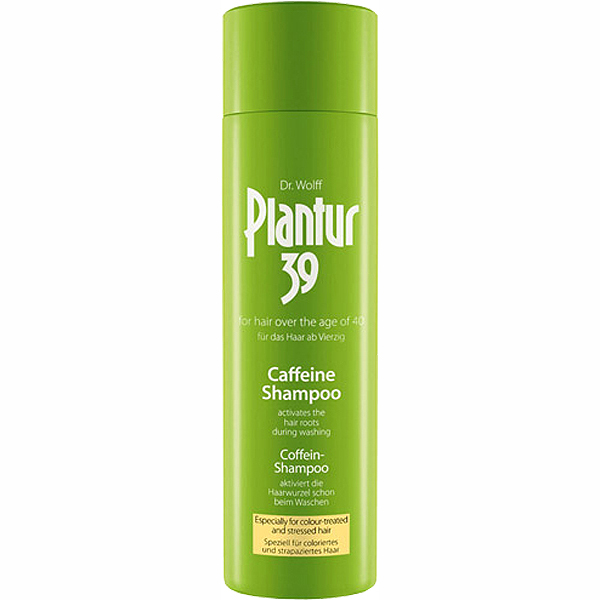 Dr. Wolff
Plantur
39
for hair over the age of 40
für das Haar ab Vierzig
Caffeine
Shampoo
activates the
hair roots
during washing
Coffein-
Shampoo
aktiviert die
Haarwurzel schon
beim Waschen
Especially for colour-treated
and stressed hair
Speziell für coloriertes
und strapaziertes Haar